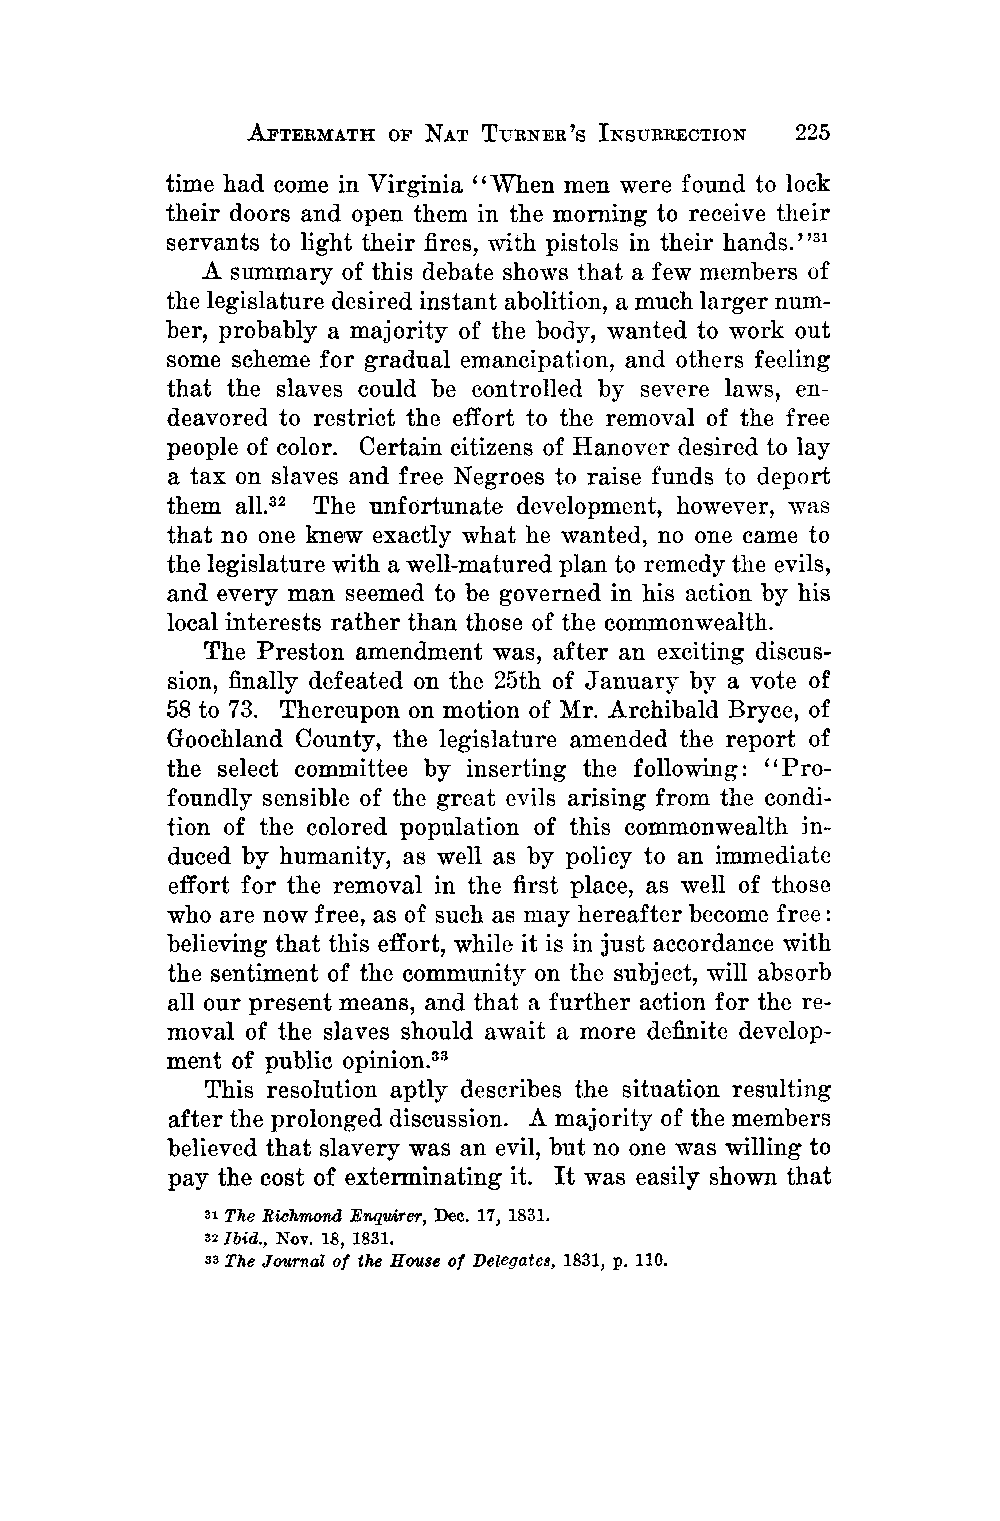 AFTERMATH OF NAT TURNER'S INSURRECTION 225
time had come in Virginia "When men were found to lock
their doors and open them in the morning to receive their
servants to light their fires, with pistols in their hands."31
A summary of this debate shows that a few members of
the legislature desired instant abolition, a much larger num-
ber, probably a majority of the body, wanted to work out
some scheme for gradual emancipation, and others feeling
that the slaves could be controlled by severe laws, en-
deavored to restrict the effort to the removal of the free
people of color. Certain citizens of Hanover desired to lay
a tax on slaves and free Negroes to raise funds to deport
them all.32 The unfortunate development, however, was
that no one knew exactly what he wanted, no one came to
the legislature with a well-matured plan to remedy the evils,
and every man seemed to be governed in his action by his
local interests rather than those of the commonwealth.
The Preston amendment was, after an exciting discus-
sion, finally defeated on the 25th of January by a vote of
58 to 73. Thereupon on motion of Mr. Archibald Bryce, of
Goochland County, the legislature amended the report of
the select committee by inserting the following: "Pro-
foundly sensible of the great evils arising from the condi-
tion of the colored population of this commonwealth in-
duced by humanity, as well as by policy to an immediate
effort for the removal in the first place, as well of those
who are now free, as of such as may hereafter become free:
believing that this effort, while it is in just accordance with
the sentiment of the community on the subject, will absorb
all our present means, and that a further action for the re-
moval of the slaves should await a more definite develop-
ment of public opinion.33
This resolution aptly describes the situation resulting
after the prolonged discussion. A majority of the members
believed that slavery was an evil, but no one was willing to
pay the cost of exterminating it. It was easily shown that
31 The Richmond Enquirer, Dec. 17, 1831.
32 Ibid., Nov. 18, 1831.
33 The Journal of the House of Delegates, 1831, p. 110.